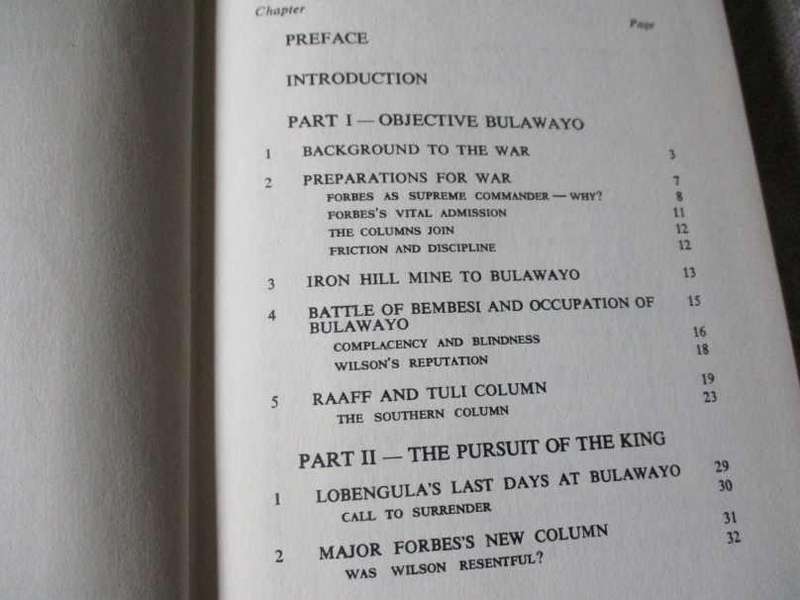 Chapter
Page
PREFACE
INTRODUCTION
PART I — OBJECTIVE BULAWAYO
1 BACKGROUND TO THE WAR 3
2 PREPARATIONS FOR WAR 7
FORBES AS SUPREME COMMANDER — WHY? 8
FORBES'S VITAL ADMISSION 11
THE COLUMNS JOIN 12
FRICTION AND DISCIPLINE 12
3 IRON HILL MINE TO BULAWAYO 13
4 BATTLE OF BEMBESI AND OCCUPATION OF 15
BULAWAYO
COMPLACENCY AND BLINDNESS 16
WILSON'S REPUTATION 18
5 RAAFF AND TULI COLUMN 19
THE SOUTHERN COLUMN 23
PART II — THE PURSUIT OF THE KING
1 LOBENGULA'S LAST DAYS AT BULAWAYO 29
CALL TO SURRENDER 30
2 MAJOR FORBES'S NEW COLUMN 31
WAS WILSON RESENTFUL? 32